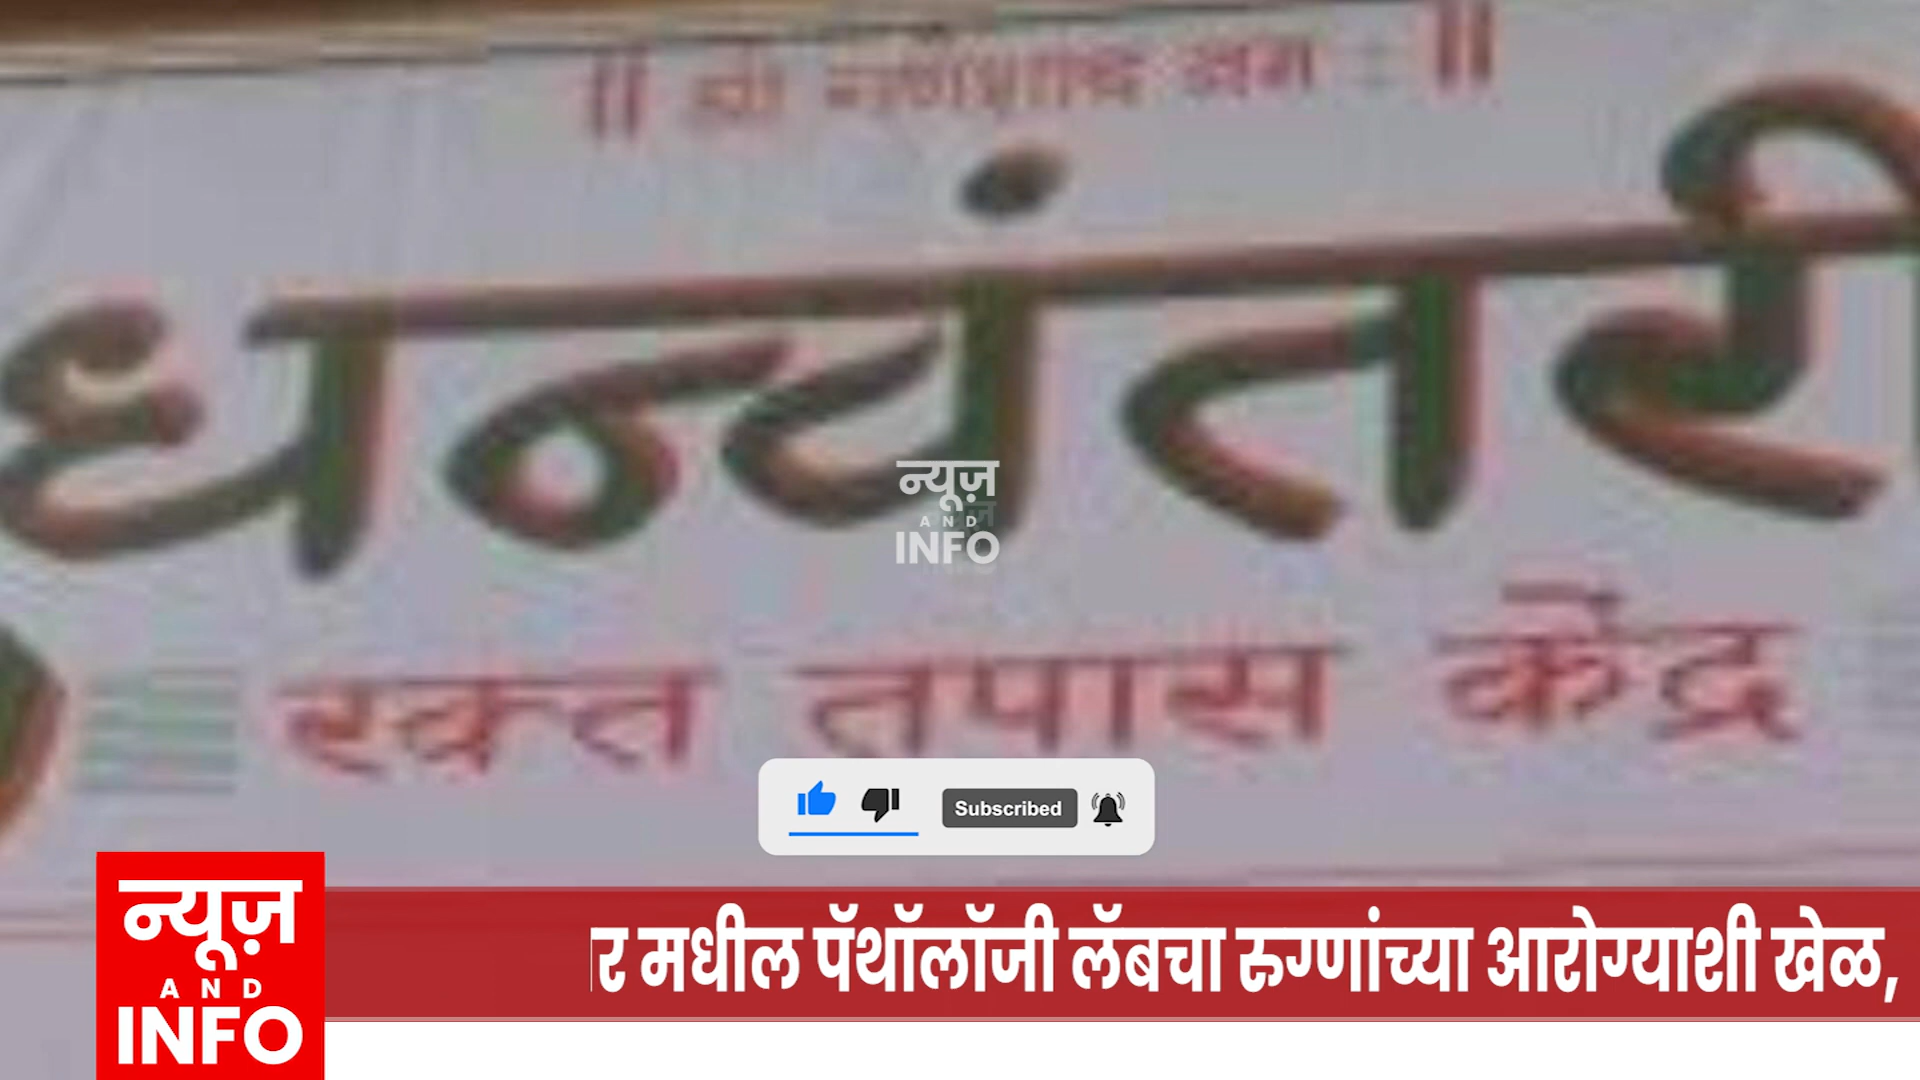 धन्वंतरी
रक्त तपास केंद्र
न्यूज़
AND
INFO
Subscribed
न्यूज़
AND
INFO
र मधील पॅथॉलॉजी लॅबचा रुग्णांच्या आरोग्याशी खेळ,